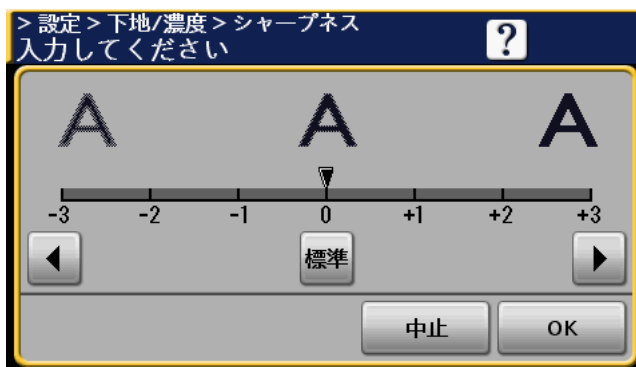 > 設定 > 下地/濃度 > シャープネス
入力してください
?
A A A
-3 -2 -1 0 +1 +2 +3
標準
中止 OK